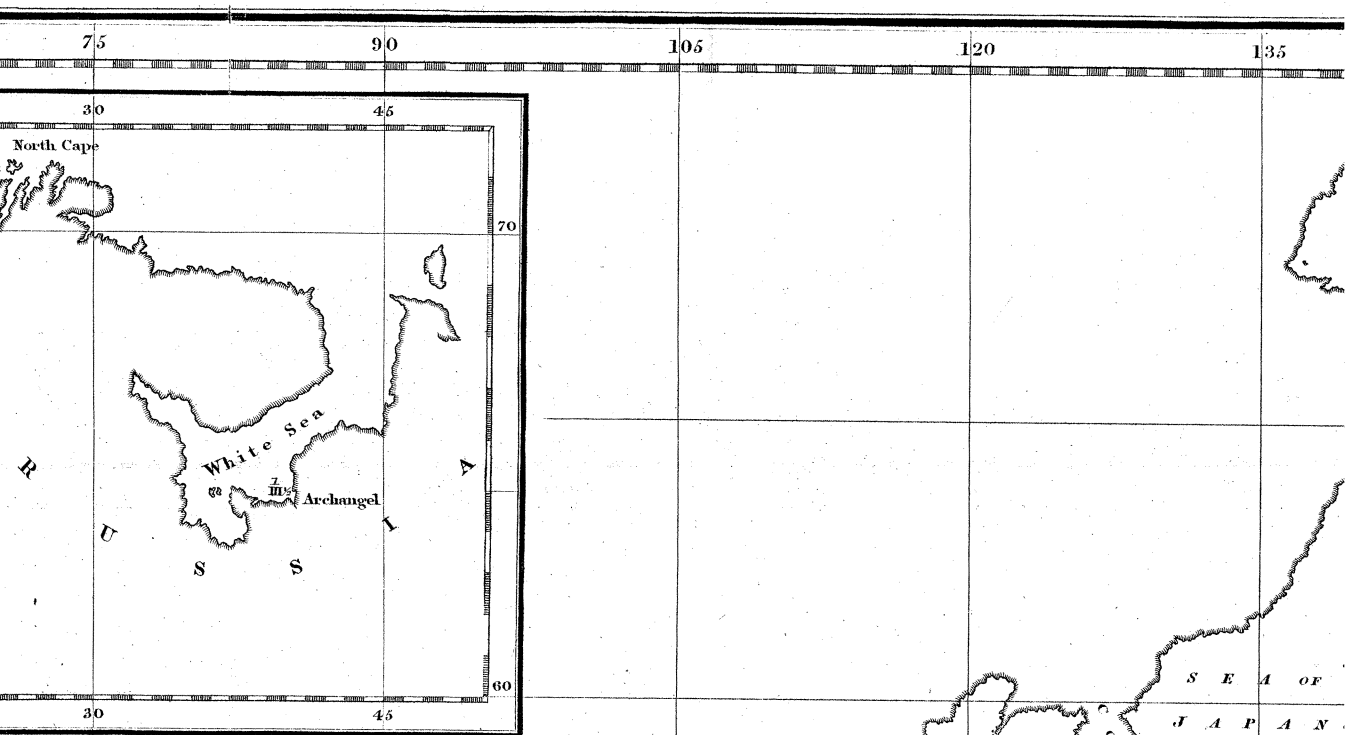 75 90 105 120 135
30 45
North Cape
70
White Sea
Archangel
RUSSIA
60
30 45
SEA OF
JAPAN